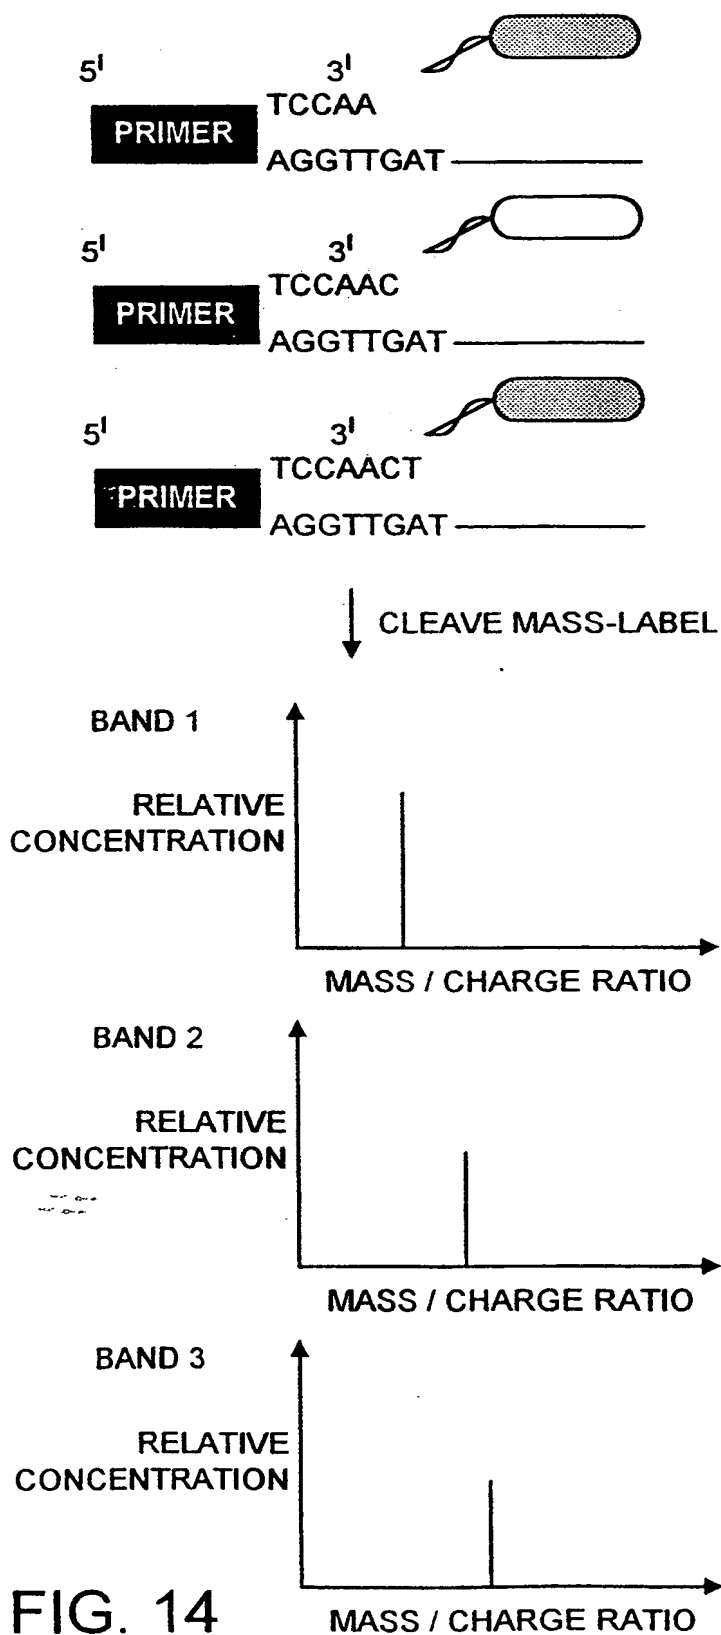 5' 3'
TCCAA
PRIMER
AGGTTGAT
5' 3'
TCCAAC
PRIMER
AGGTTGAT
5' 3'
TCCAACT
PRIMER
AGGTTGAT
CLEAVE MASS-LABEL
BAND 1
RELATIVE
CONCENTRATION
MASS / CHARGE RATIO
BAND 2
RELATIVE
CONCENTRATION
MASS / CHARGE RATIO
BAND 3
RELATIVE
CONCENTRATION
MASS / CHARGE RATIO
FIG. 14